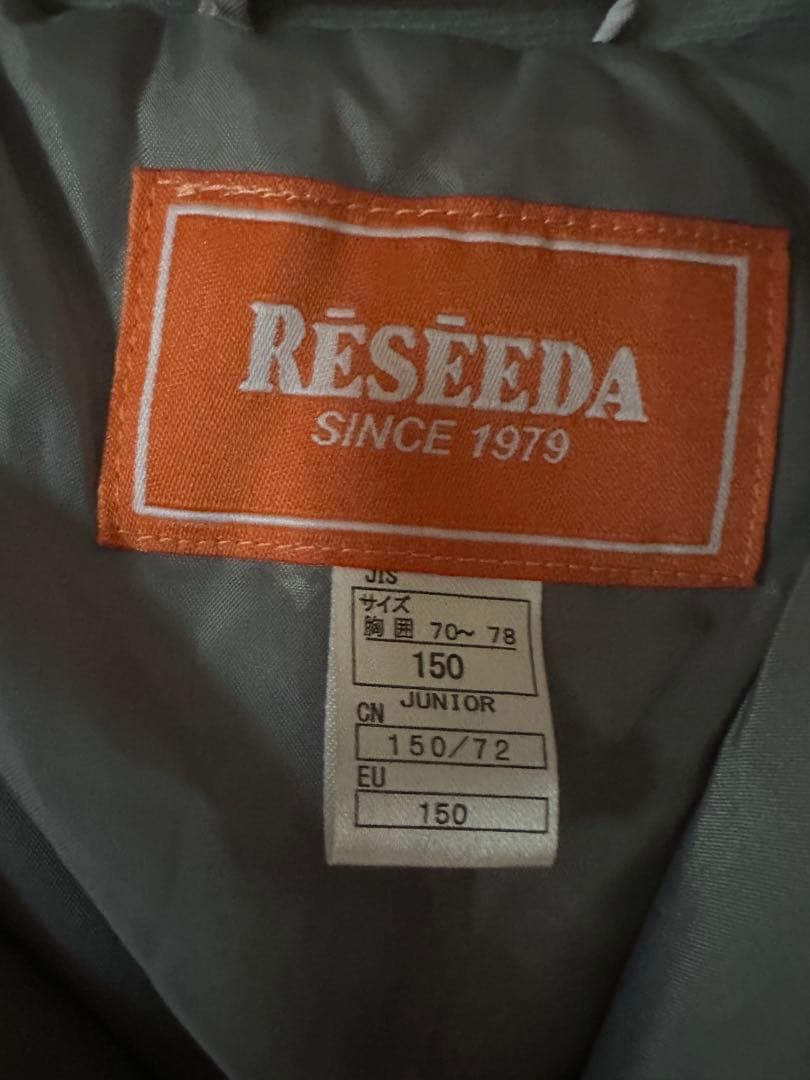 RĒSĒEDA
SINCE 1979
JIS
サイズ
胸囲 70～ 78
150
JUNIOR
CN
150/72
EU
150